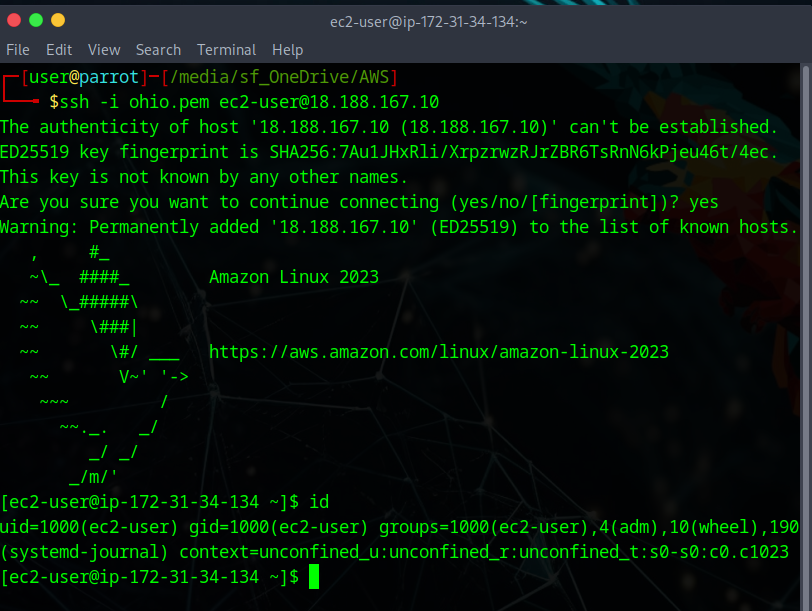 ec2-user@ip-172-31-34-134:~
File Edit View Search Terminal Help
┌─[user@parrot]─[/media/sf_OneDrive/AWS]
└──╼ $ssh -i ohio.pem ec2-user@18.188.167.10
The authenticity of host '18.188.167.10 (18.188.167.10)' can't be established.
ED25519 key fingerprint is SHA256:7Au1JHxRli/XrpzrwzRJrZBR6TsRnN6kPjeu46t/4ec.
This key is not known by any other names.
Are you sure you want to continue connecting (yes/no/[fingerprint])? yes
Warning: Permanently added '18.188.167.10' (ED25519) to the list of known hosts.
   ,     #_
   ~\_  ####_        Amazon Linux 2023
  ~~  \_#####\
  ~~     \###|
  ~~       \#/ ___   https://aws.amazon.com/linux/amazon-linux-2023
   ~~       V~' '->
    ~~~         /
      ~~._.   _/
         _/ _/
       _/m/'
[ec2-user@ip-172-31-34-134 ~]$ id
uid=1000(ec2-user) gid=1000(ec2-user) groups=1000(ec2-user),4(adm),10(wheel),190
(systemd-journal) context=unconfined_u:unconfined_r:unconfined_t:s0-s0:c0.c1023
[ec2-user@ip-172-31-34-134 ~]$